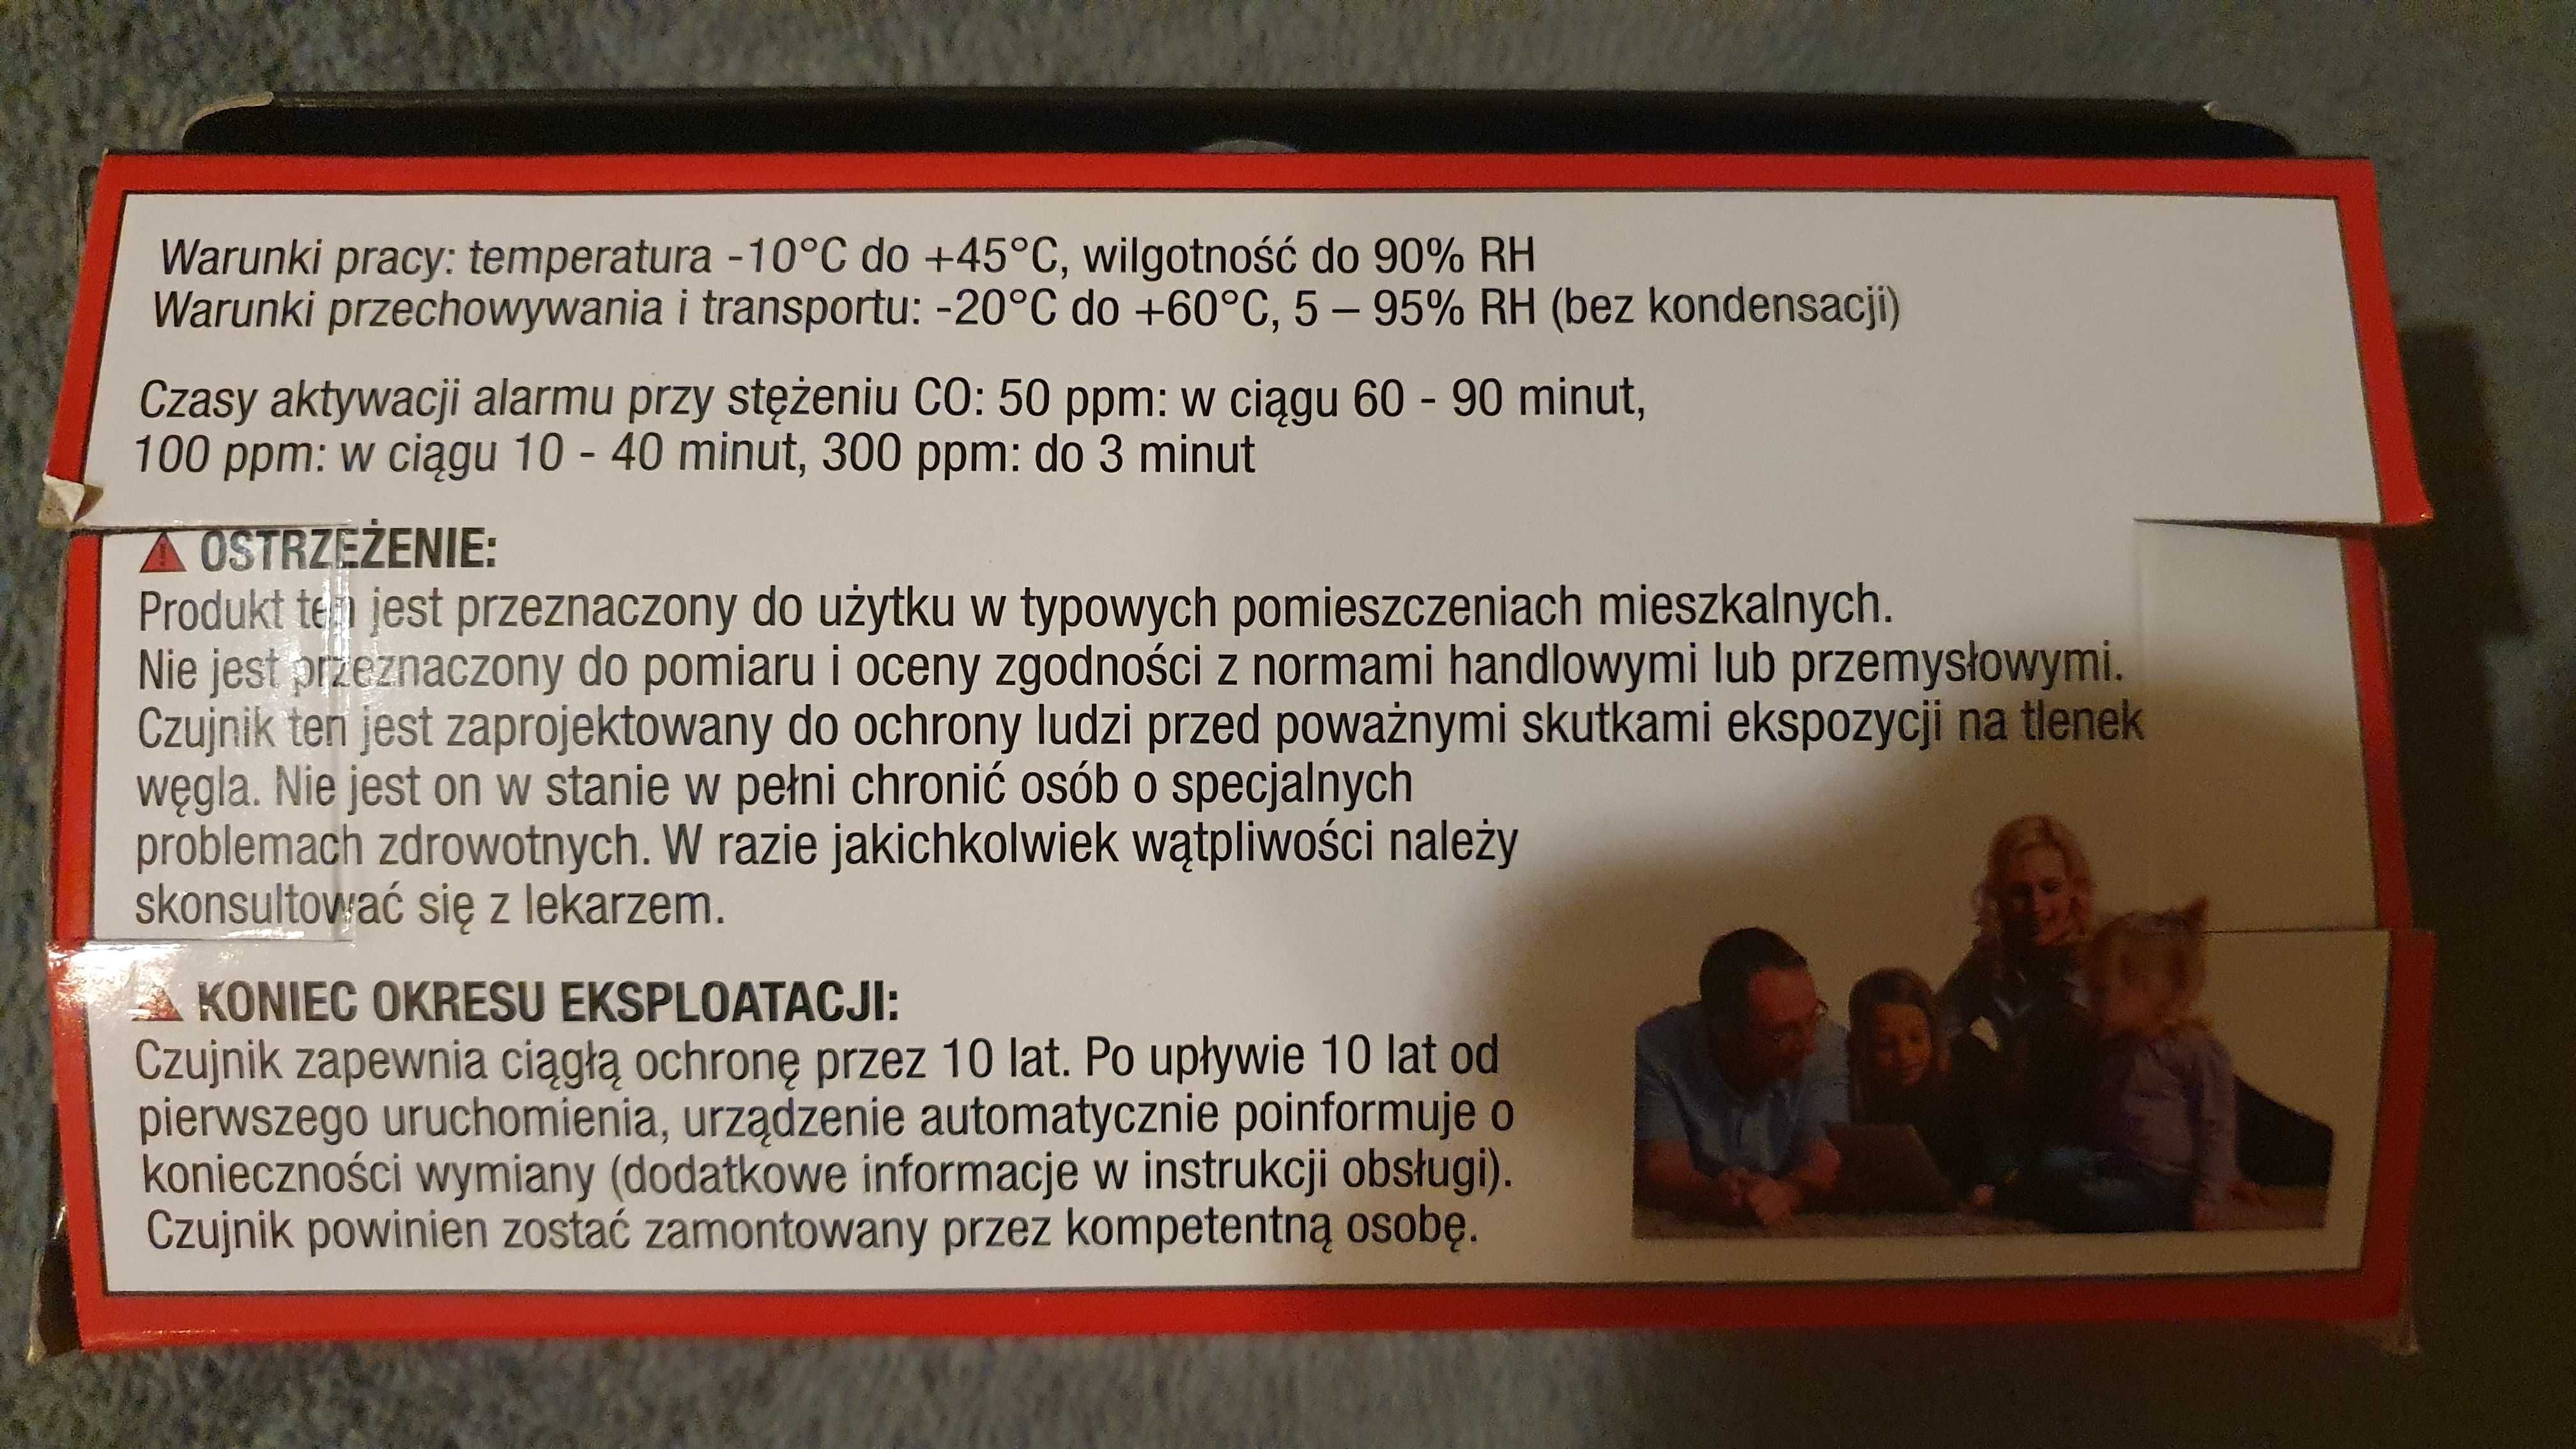 Warunki pracy: temperatura -10°C do +45°C, wilgotność do 90% RH
Warunki przechowywania i transportu: -20°C do +60°C, 5 – 95% RH (bez kondensacji)
Czasy aktywacji alarmu przy stężeniu CO: 50 ppm: w ciągu 60 - 90 minut,
100 ppm: w ciągu 10 - 40 minut, 300 ppm: do 3 minut
OSTRZEŻENIE:
Produkt ten jest przeznaczony do użytku w typowych pomieszczeniach mieszkalnych.
Nie jest przeznaczony do pomiaru i oceny zgodności z normami handlowymi lub przemysłowymi.
Czujnik ten jest zaprojektowany do ochrony ludzi przed poważnymi skutkami ekspozycji na tlenek
węgla. Nie jest on w stanie w pełni chronić osób o specjalnych
problemach zdrowotnych. W razie jakichkolwiek wątpliwości należy
skonsultować się z lekarzem.
KONIEC OKRESU EKSPLOATACJI:
Czujnik zapewnia ciągłą ochronę przez 10 lat. Po upływie 10 lat od
pierwszego uruchomienia, urządzenie automatycznie poinformuje o
konieczności wymiany (dodatkowe informacje w instrukcji obsługi).
Czujnik powinien zostać zamontowany przez kompetentną osobę.